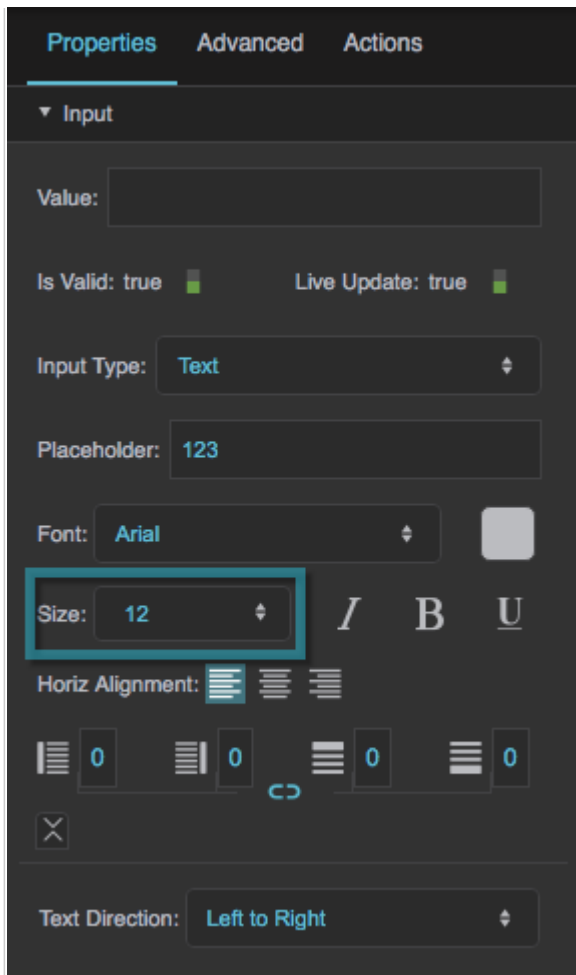 Properties Advanced Actions
Input
Value:
Is Valid: true Live Update: true
Input Type: Text
Placeholder: 123
Font: Arial
Size: 12 I B U
Horiz Alignment:
0 0 0 0
Text Direction: Left to Right